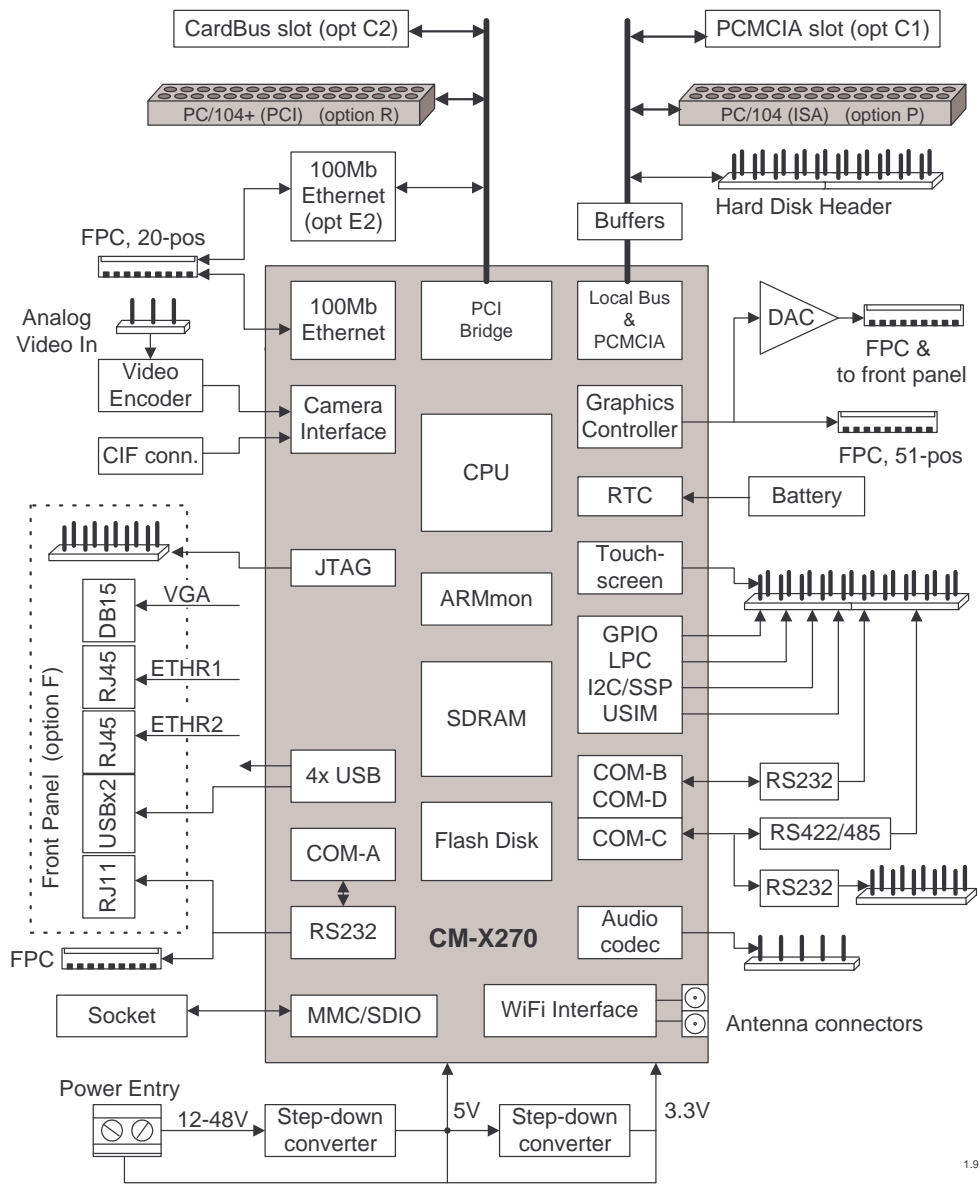 CardBus slot (opt C2)
PCMCIA slot (opt C1)
PC/104+ (PCI) (option R)
PC/104 (ISA) (option P)
100Mb
Ethernet
(opt E2)
Hard Disk Header
Buffers
FPC, 20-pos
100Mb
Ethernet
PCI
Bridge
Local Bus
&
PCMCIA
DAC
FPC &
to front panel
Analog
Video In
Video
Encoder
Camera
Interface
Graphics
Controller
CIF conn.
CPU
FPC, 51-pos
RTC
Battery
JTAG
Touch-
screen
ARMmon
Front Panel (option F)
DB15
VGA
RJ45
ETHR1
RJ45
ETHR2
USBx2
RJ11
GPIO
LPC
I2C/SSP
USIM
SDRAM
4x USB
COM-B
COM-D
RS232
COM-C
RS422/485
Flash Disk
COM-A
RS232
RS232
CM-X270
Audio
codec
FPC
Socket
MMC/SDIO
WiFi Interface
Antenna connectors
Power Entry
12-48V
Step-down
converter
5V
Step-down
converter
3.3V
1.9